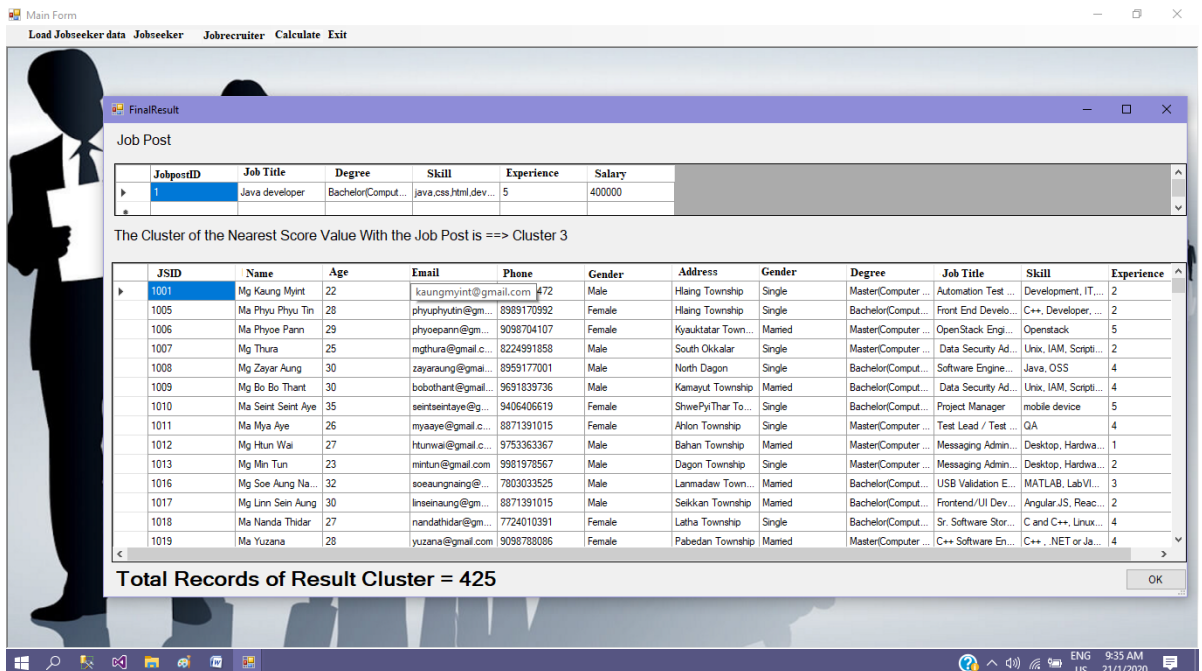 Main Form
Load Jobseeker data Jobseeker Jobrecruiter Calculate Exit
FinalResult
Job Post
JobpostID Job Title Degree Skill Experience Salary
1 Java developer Bachelor(Comput... java,css,html,dev... 5 400000
The Cluster of the Nearest Score Value With the Job Post is ==> Cluster 3
JSID Name Age Email Phone Gender Address Gender Degree Job Title Skill Experience
1001 Mg Kaung Myint 22 kaungmyint@gmail.com 472 Male Hlaing Township Single Master(Computer ... Automation Test ... Development, IT,... 2
1005 Ma Phyu Phyu Tin 28 phyuphyutin@gm... 8989170992 Female Hlaing Township Single Bachelor(Comput... Front End Develo... C++, Developer, ... 2
1006 Ma Phyoe Pann 29 phyoepann@gm... 9098704107 Female Kyauktatar Town... Married Master(Computer ... OpenStack Engi... Openstack 5
1007 Mg Thura 25 mgthura@gmail.c... 8224991858 Male South Okkalar Single Master(Computer ... Data Security Ad... Unix, IAM, Scripti... 2
1008 Mg Zayar Aung 30 zayaraung@gmai... 8959177001 Male North Dagon Single Bachelor(Comput... Software Engine... Java, OSS 4
1009 Mg Bo Bo Thant 30 bobothant@gmail... 9691839736 Male Kamayut Township Married Bachelor(Comput... Data Security Ad... Unix, IAM, Scripti... 4
1010 Ma Seint Seint Aye 35 seintseintaye@g... 9406406619 Female ShwePyiThar To... Single Bachelor(Comput... Project Manager mobile device 5
1011 Ma Mya Aye 26 myaaye@gmail.c... 8871391015 Female Ahlon Township Single Master(Computer ... Test Lead / Test ... QA 4
1012 Mg Htun Wai 27 htunwai@gmail.c... 9753363367 Male Bahan Township Married Master(Computer ... Messaging Admin... Desktop, Hardwa... 1
1013 Mg Min Tun 23 mintun@gmail.com 9981978567 Male Dagon Township Single Master(Computer ... Messaging Admin... Desktop, Hardwa... 2
1016 Mg Soe Aung Na... 32 soeaungnaing@... 7803033525 Male Lanmadaw Town... Married Bachelor(Comput... USB Validation E... MATLAB, LabVI... 3
1017 Mg Linn Sein Aung 30 linseinaung@gm... 8871391015 Male Seikkan Township Married Bachelor(Comput... Frontend/UI Dev... Angular.JS, Reac... 2
1018 Ma Nanda Thidar 27 nandathidar@gm... 7724010391 Female Latha Township Single Bachelor(Comput... Sr. Software Stor... C and C++, Linux... 4
1019 Ma Yuzana 28 yuzana@gmail.com 9098788086 Female Pabedan Township Married Master(Computer ... C++ Software En... C++ , .NET or Ja... 4
Total Records of Result Cluster = 425
OK
ENG 9:35 AM
US 21/1/2020